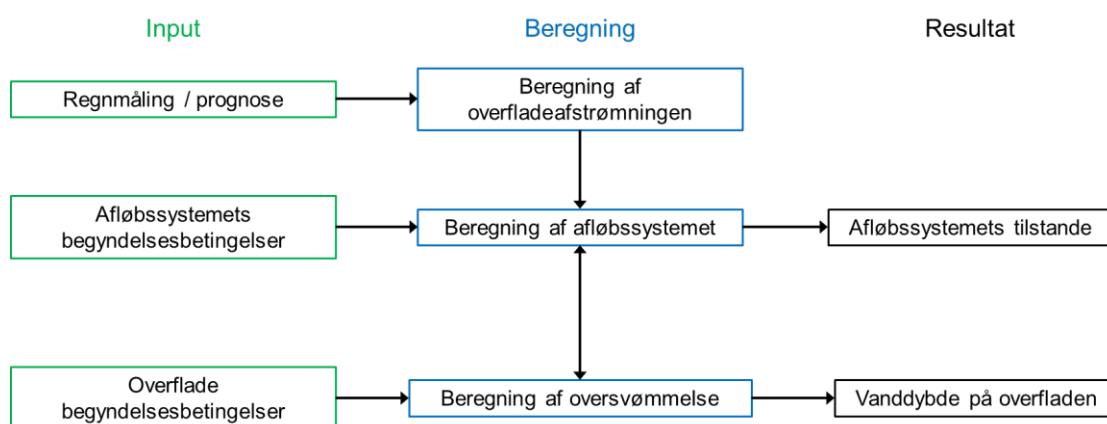 Input
Beregning
Resultat
Regnmåling / prognose
Beregning af
overfladeafstrømningen
Afløbssystemets
begyndelsesbetingelser
Beregning af afløbssystemet
Afløbssystemets tilstande
Overflade
begyndelsesbetingelser
Beregning af oversvømmelse
Vanddybde på overfladen